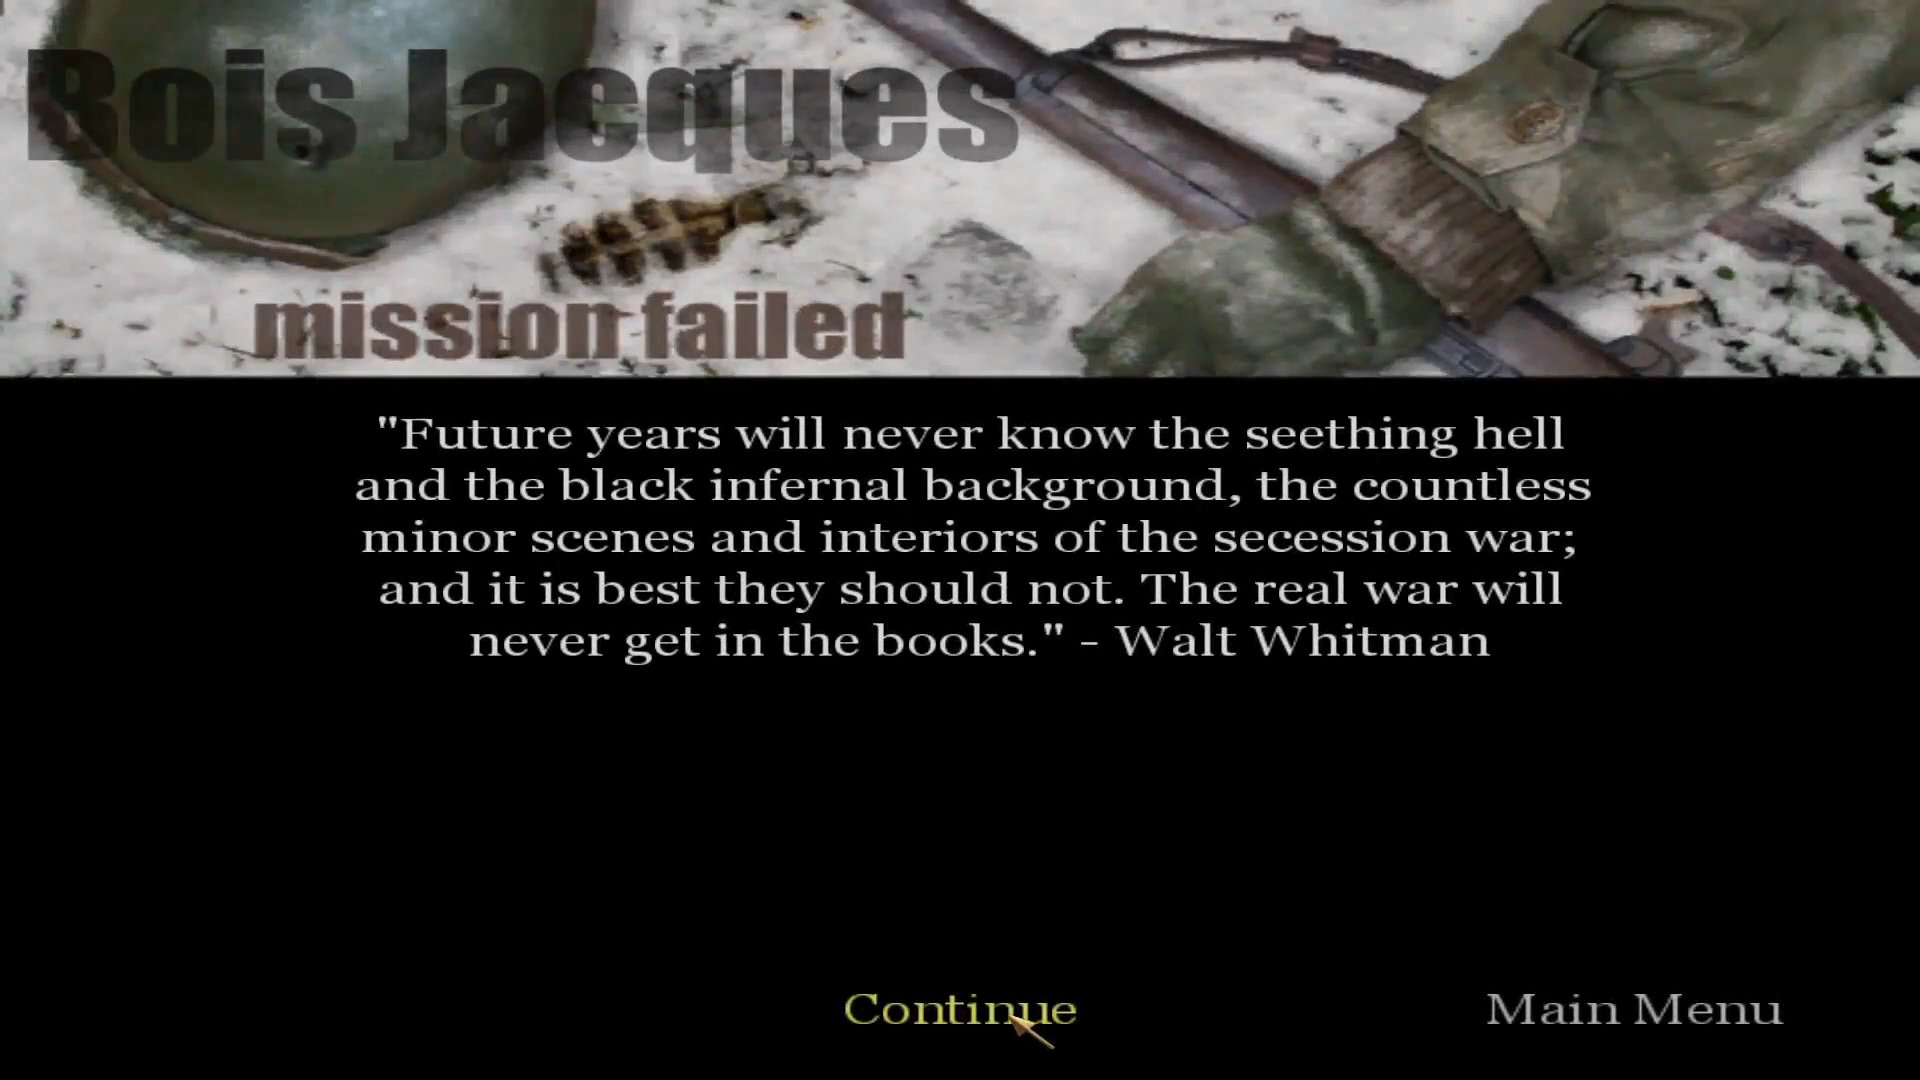 Bois Jacques
mission failed
"Future years will never know the seething hell
and the black infernal background, the countless
minor scenes and interiors of the secession war;
and it is best they should not. The real war will
never get in the books." - Walt Whitman
Continue
Main Menu